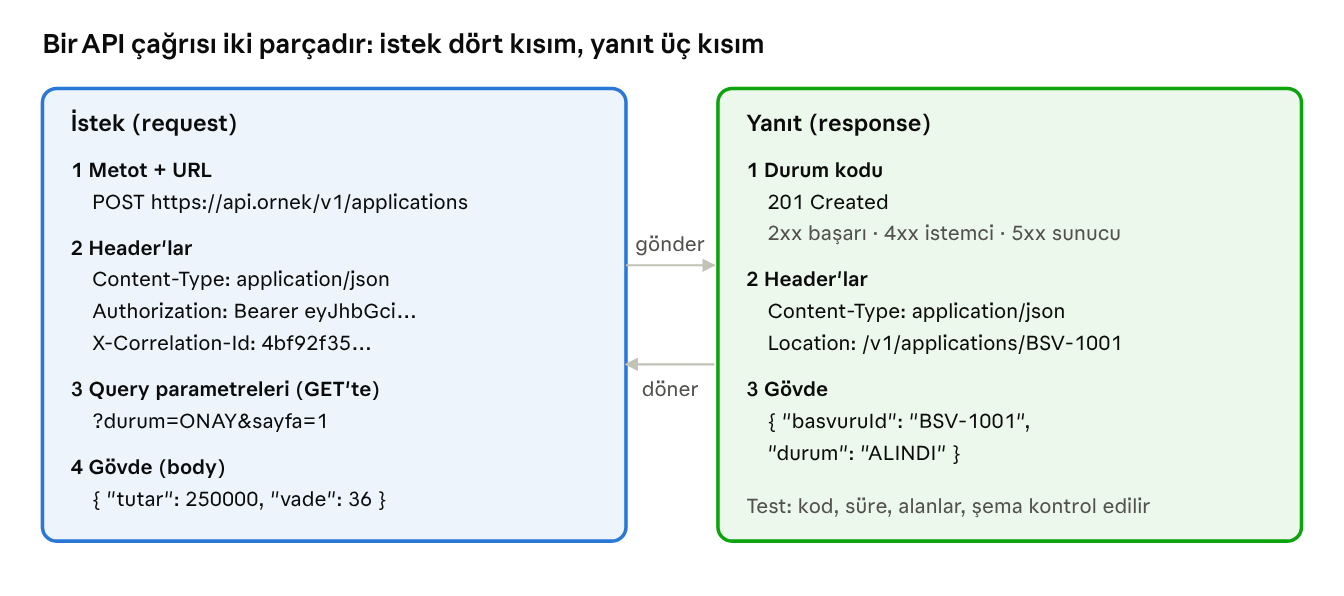 Bir API çağrısı iki parçadır: istek dört kısım, yanıt üç kısım
İstek (request)
1 Metot + URL
POST https://api.ornek/v1/applications
2 Header'lar
Content-Type: application/json
Authorization: Bearer eyJhbGci...
X-Correlation-Id: 4bf92f35...
3 Query parametreleri (GET'te)
?durum=ONAY&sayfa=1
4 Gövde (body)
{ "tutar": 250000, "vade": 36 }
gönder
döner
Yanıt (response)
1 Durum kodu
201 Created
2xx başarı · 4xx istemci · 5xx sunucu
2 Header'lar
Content-Type: application/json
Location: /v1/applications/BSV-1001
3 Gövde
{ "basvuruId": "BSV-1001",
"durum": "ALINDI" }
Test: kod, süre, alanlar, şema kontrol edilir